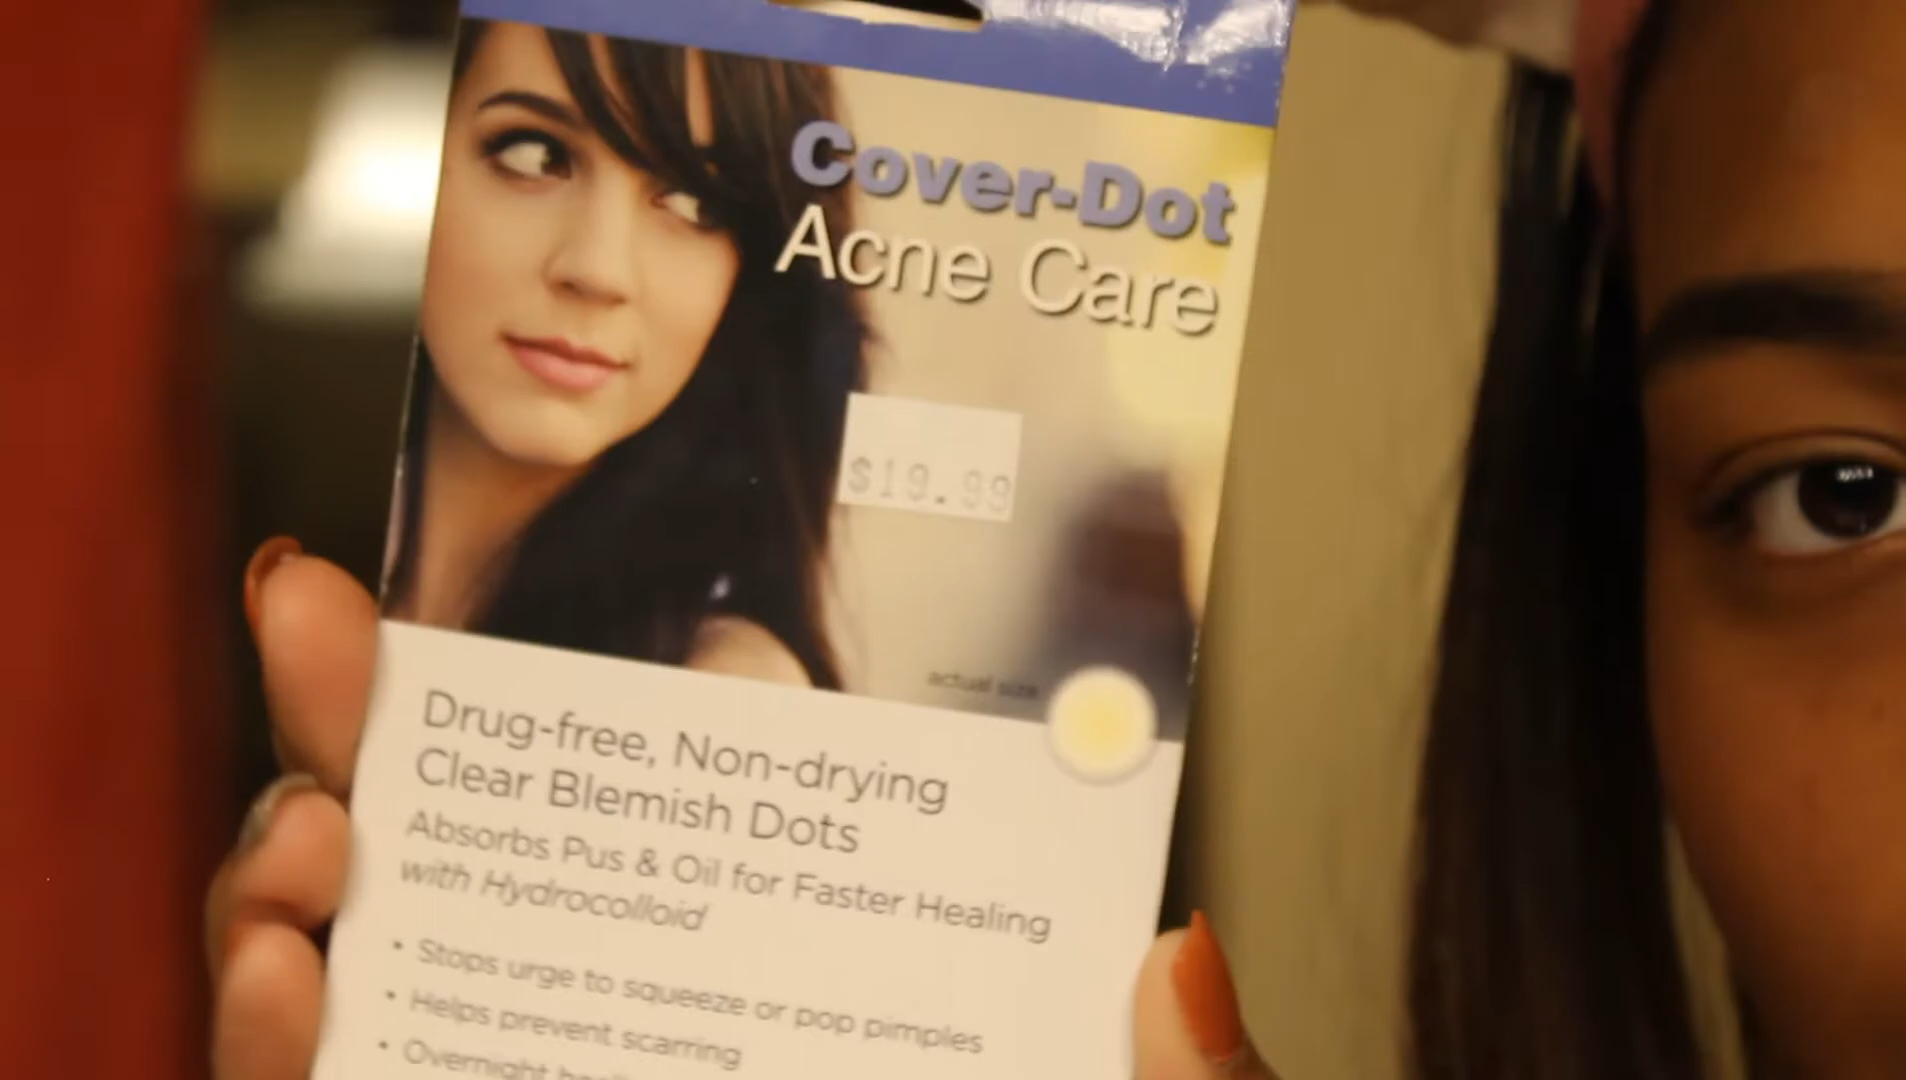 Cover-Dot
Acne Care
$19.99
actual size
Drug-free, Non-drying
Clear Blemish Dots
Absorbs Pus & Oil for Faster Healing
with Hydrocolloid
• Stops urge to squeeze or pop pimples
• Helps prevent scarring
• Overnight